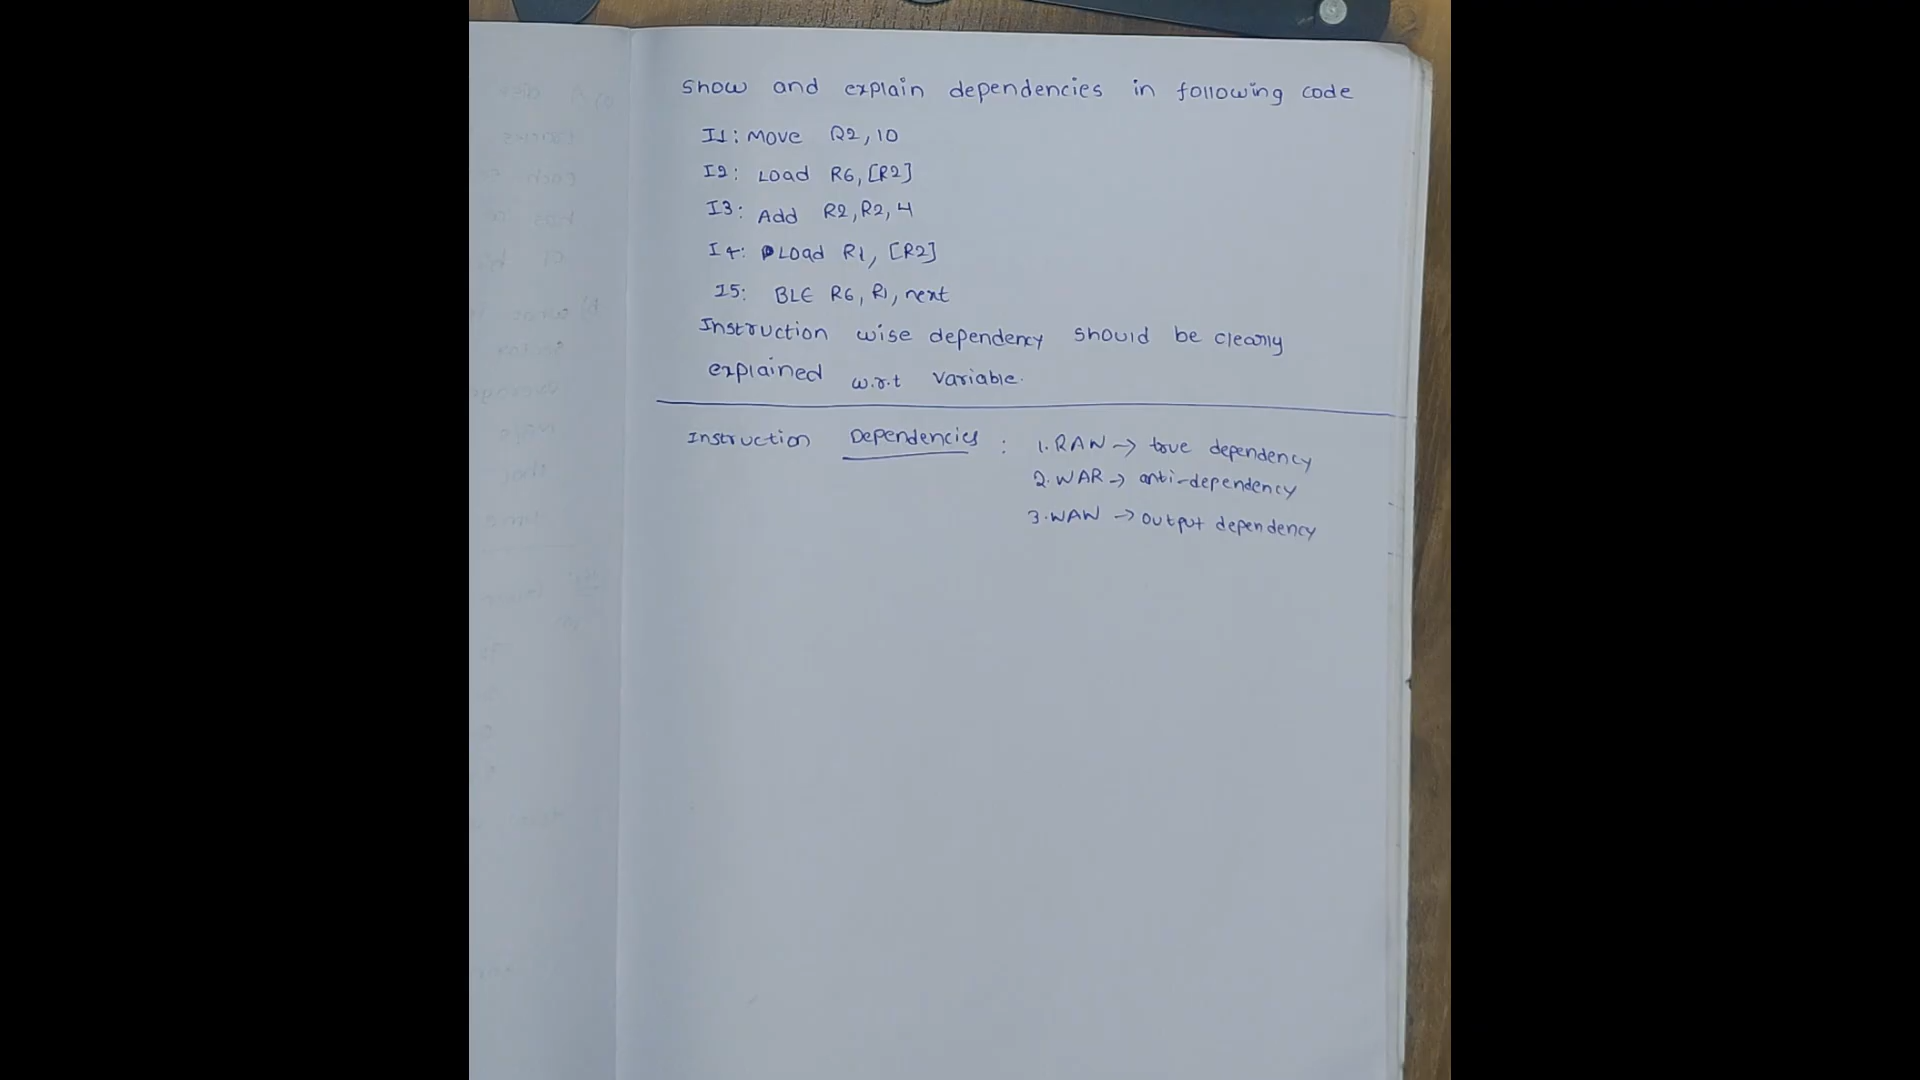 Show and explain dependencies in following code
I1: Move R2, 10
I2: Load R6, [R2]
I3: Add R2, R2, 4
I4: Load R1, [R2]
I5: BLE R6, R1, next
Instruction wise dependency should be clearly
explained w.r.t variable.
Instruction Dependencies : 1. RAW → true dependency
2. WAR → anti-dependency
3. WAW → output dependency